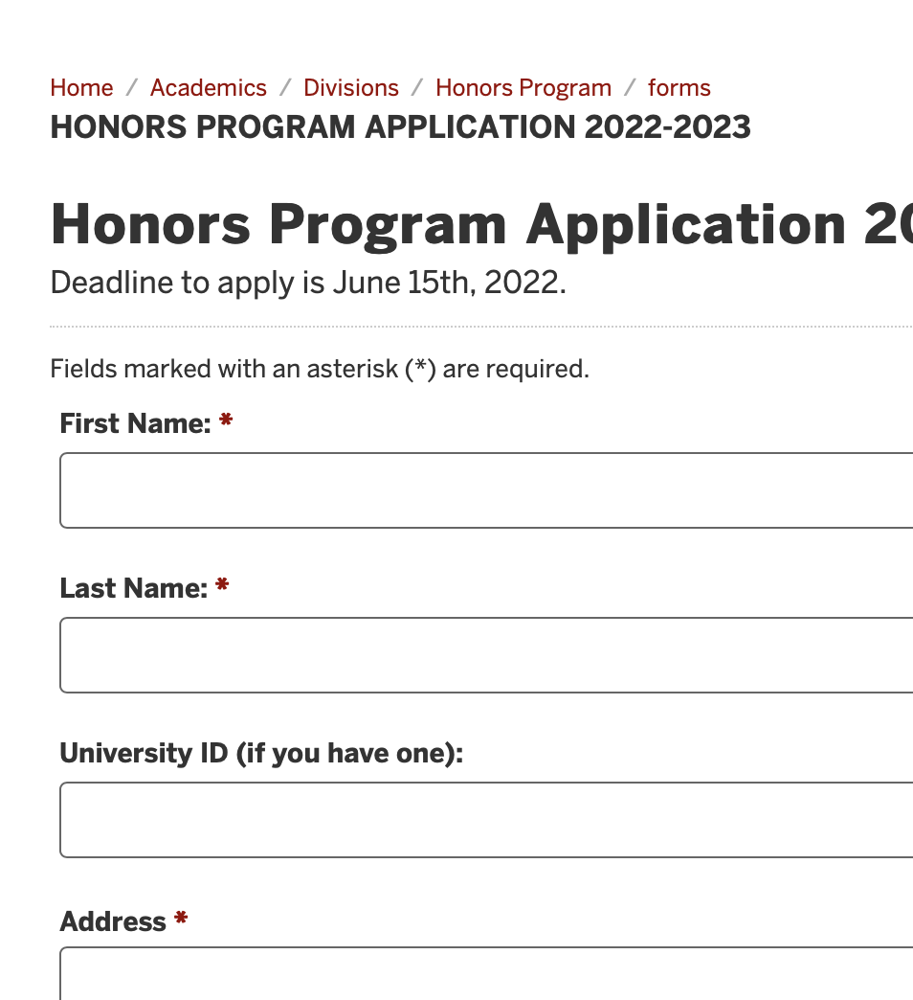 Home / Academics / Divisions / Honors Program / forms
HONORS PROGRAM APPLICATION 2022-2023
Honors Program Application 20
Deadline to apply is June 15th, 2022.
Fields marked with an asterisk (*) are required.
First Name: *
Last Name: *
University ID (if you have one):
Address *